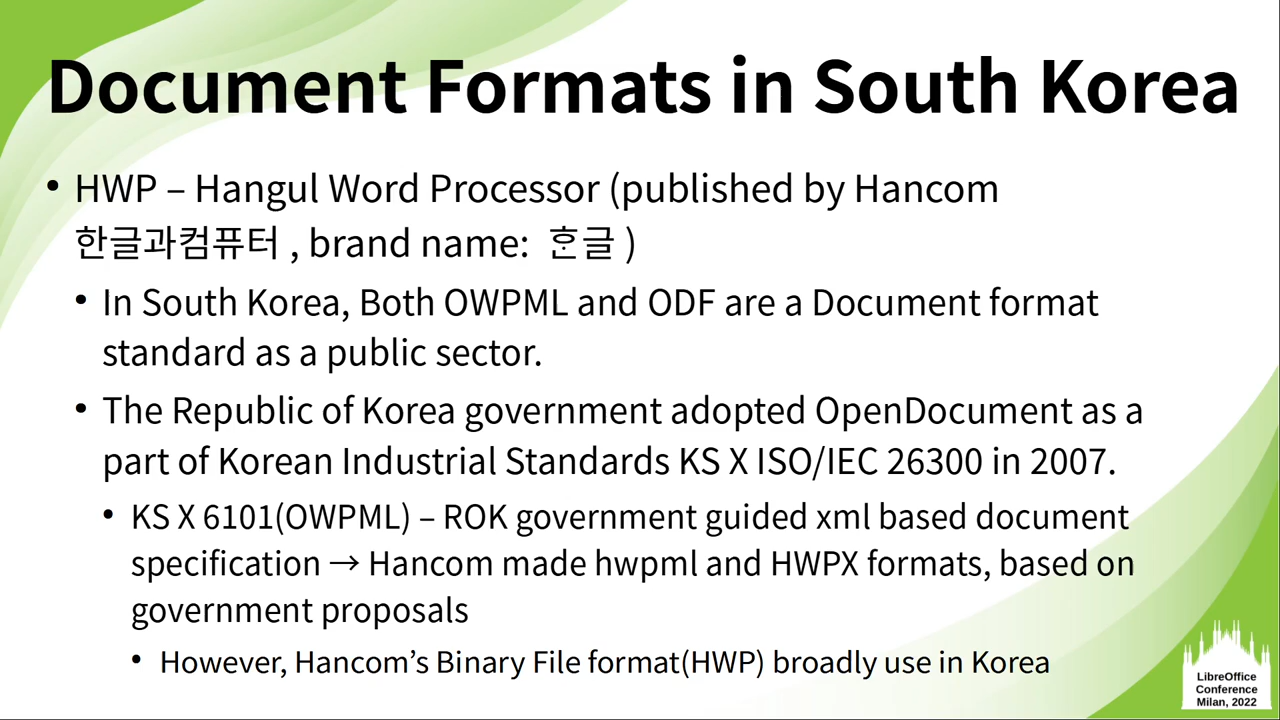 Document Formats in South Korea
• HWP – Hangul Word Processor (published by Hancom
한글과컴퓨터 , brand name: ᄒᆞᆫ글 )
• In South Korea, Both OWPML and ODF are a Document format
standard as a public sector.
• The Republic of Korea government adopted OpenDocument as a
part of Korean Industrial Standards KS X ISO/IEC 26300 in 2007.
• KS X 6101(OWPML) – ROK government guided xml based document
specification → Hancom made hwpml and HWPX formats, based on
government proposals
• However, Hancom’s Binary File format(HWP) broadly use in Korea
LibreOffice
Conference
Milan, 2022